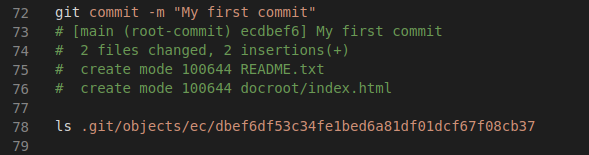 72 git commit -m "My first commit"
73 # [main (root-commit) ecdbef6] My first commit
74 #  2 files changed, 2 insertions(+)
75 #  create mode 100644 README.txt
76 #  create mode 100644 docroot/index.html
77
78 ls .git/objects/ec/dbef6df53c34fe1bed6a81df01dcf67f08cb37
79